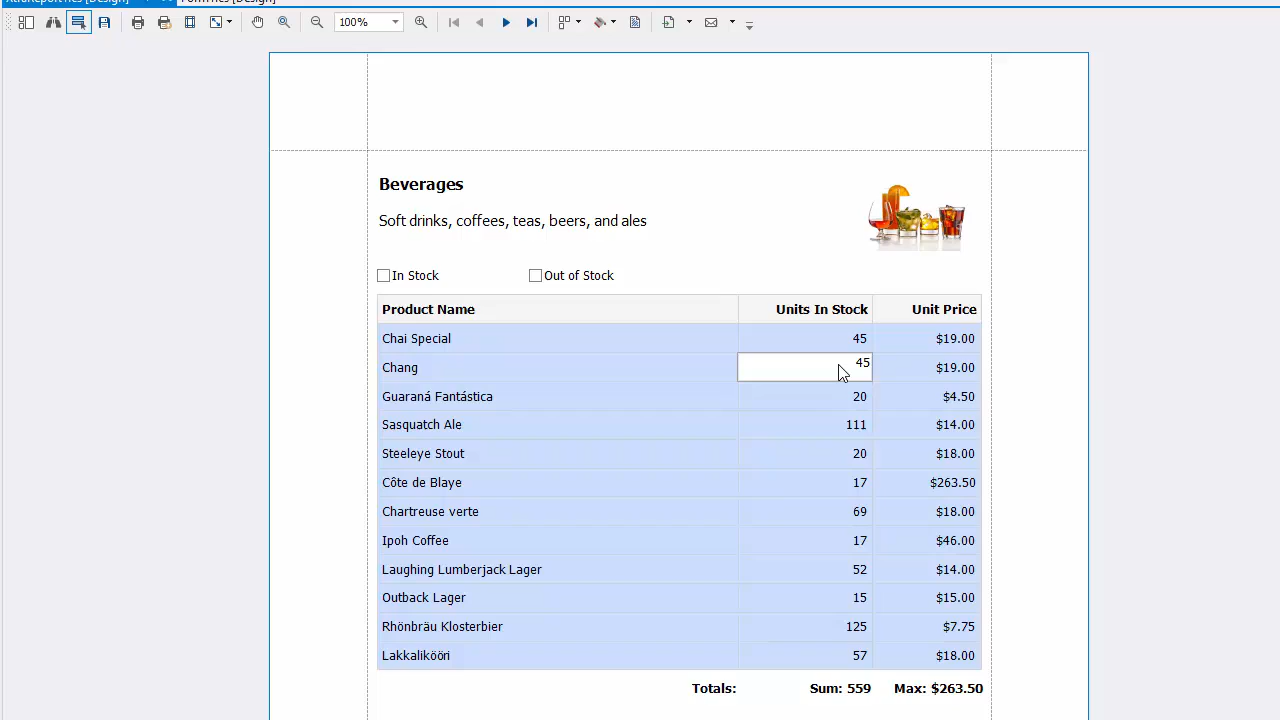 100%
Beverages
Soft drinks, coffees, teas, beers, and ales
In Stock Out of Stock
Product Name Units In Stock Unit Price
Chai Special 45 $19.00
Chang 45 $19.00
Guaraná Fantástica 20 $4.50
Sasquatch Ale 111 $14.00
Steeleye Stout 20 $18.00
Côte de Blaye 17 $263.50
Chartreuse verte 69 $18.00
Ipoh Coffee 17 $46.00
Laughing Lumberjack Lager 52 $14.00
Outback Lager 15 $15.00
Rhönbräu Klosterbier 125 $7.75
Lakkalikööri 57 $18.00
Totals: Sum: 559 Max: $263.50